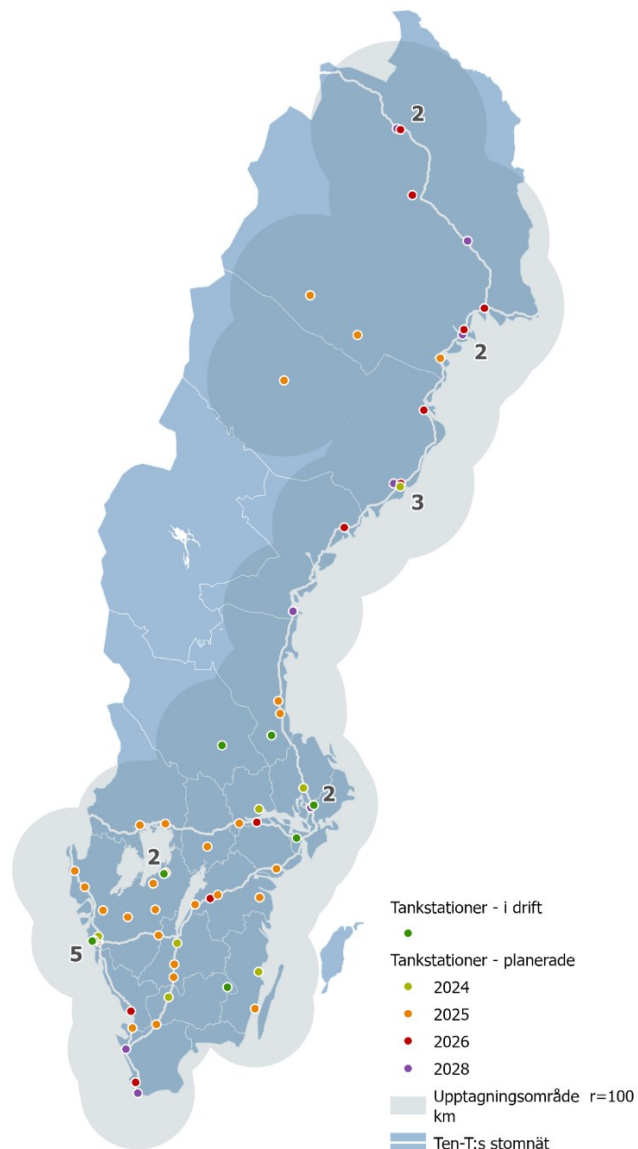 2
2
3
2
2
5
Tankstationer - i drift
Tankstationer - planerade
2024
2025
2026
2028
Upptagningsområde r=100
km
Ten-T:s stomnät